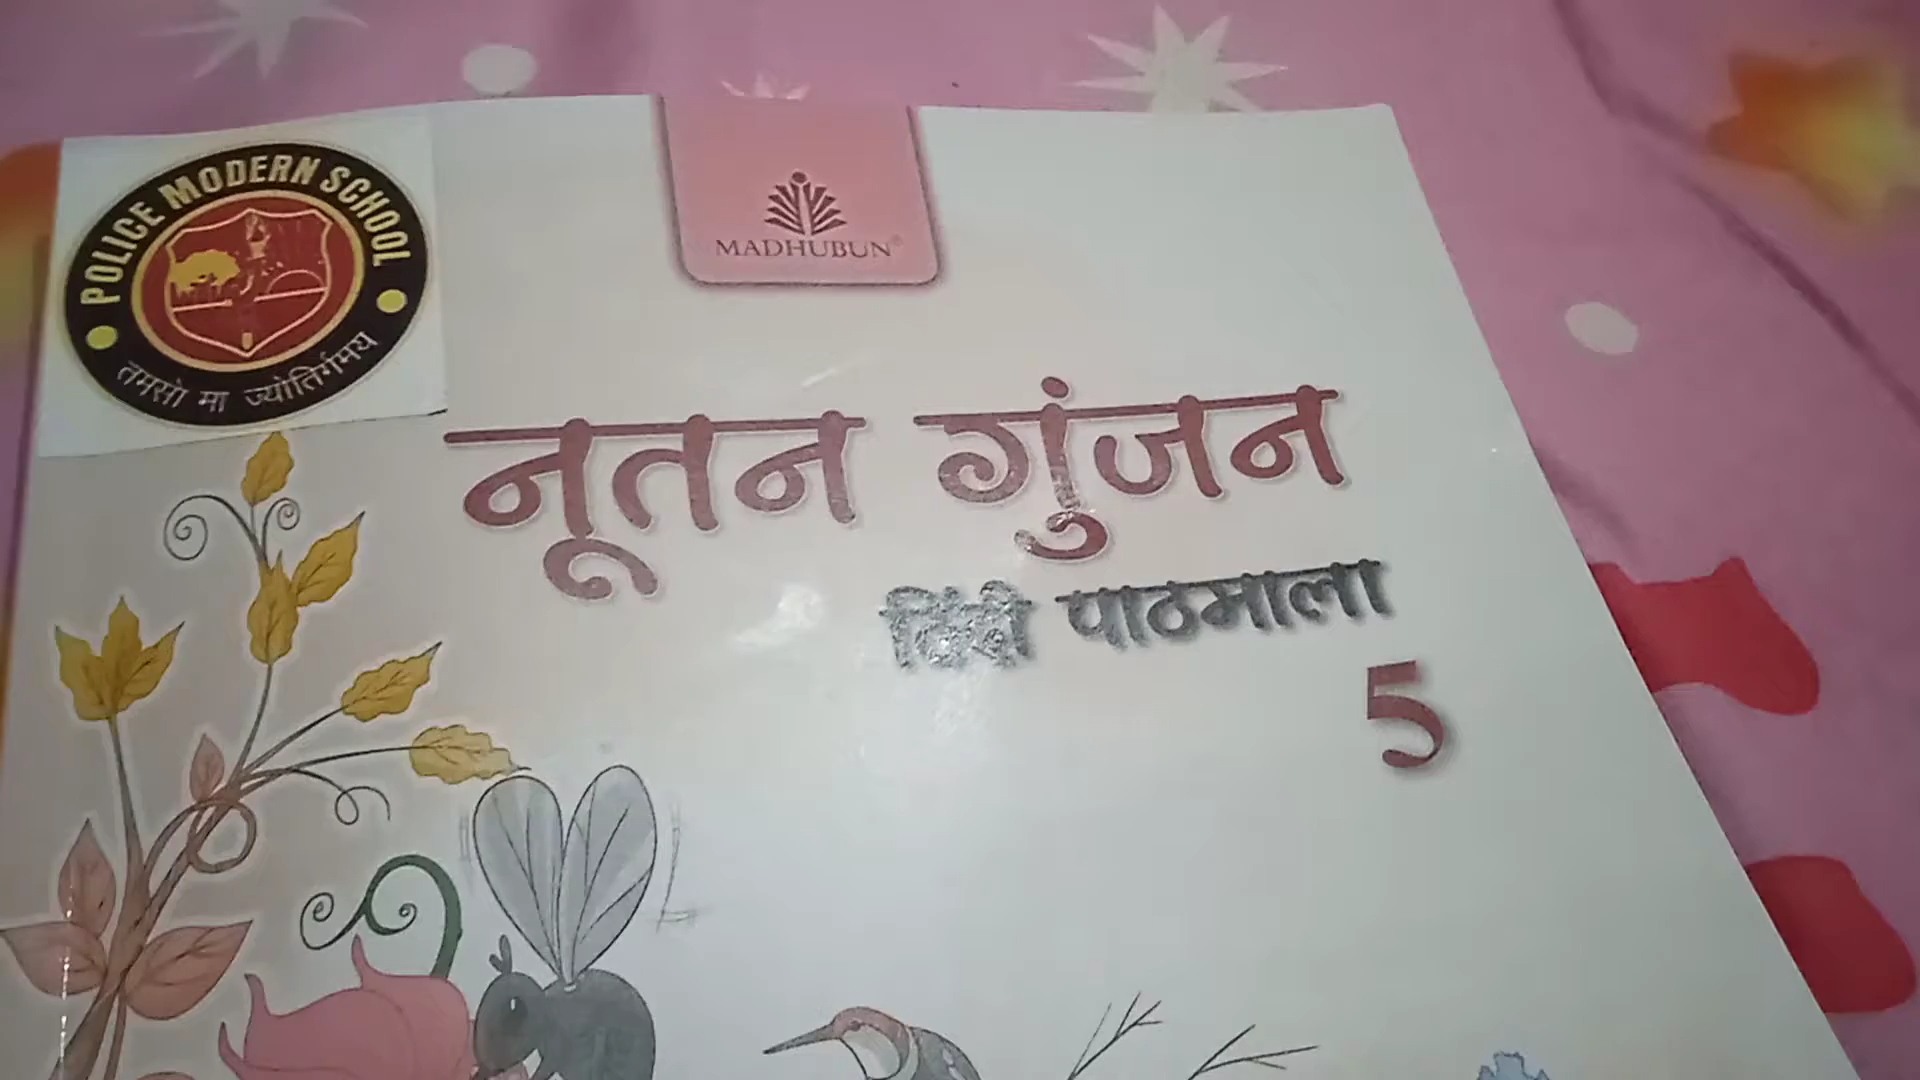 POLICE MODERN SCHOOL
तमसो मा ज्योतिर्गमय
MADHUBUN®
नूतन गुंजन
हिंदी पाठमाला
5